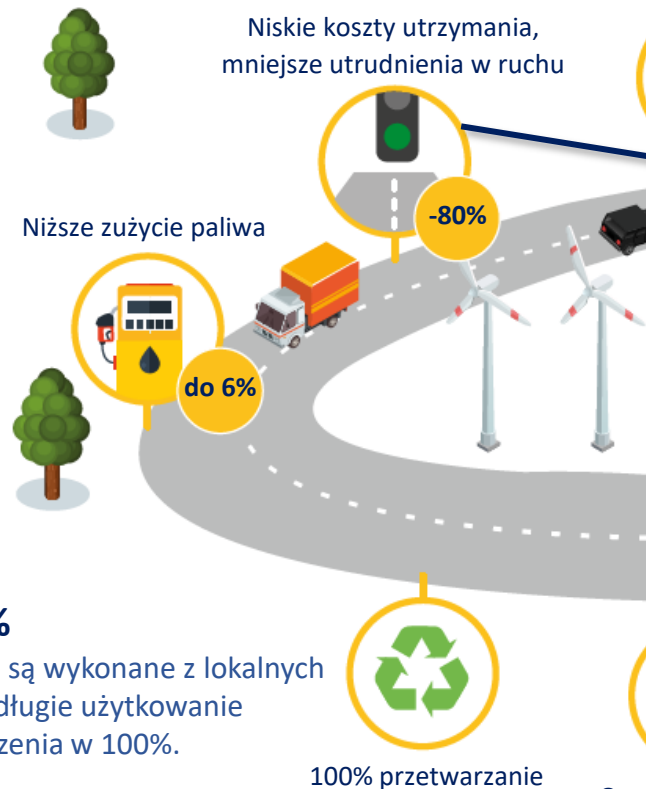 Niskie koszty utrzymania,
mniejsze utrudnienia w ruchu
-80%
Niższe zużycie paliwa
do 6%
%
są wykonane z lokalnych
długie użytkowanie
w 100%.
100% przetwarzanie